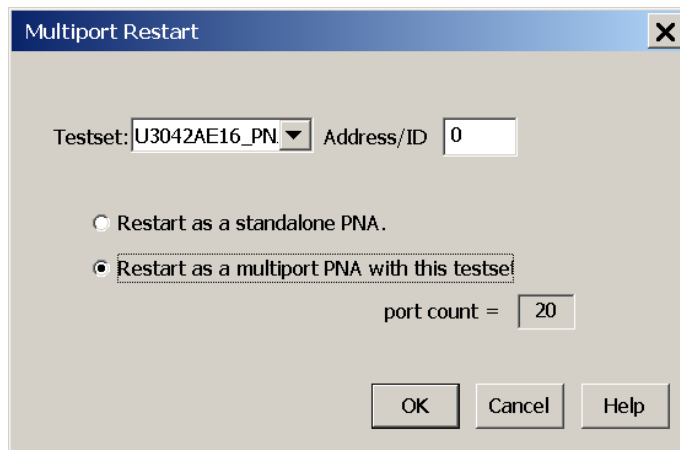 Multiport Restart
Testset: U3042AE16_PN. Address/ID 0
Restart as a standalone PNA.
Restart as a multiport PNA with this testset
port count = 20
OK Cancel Help